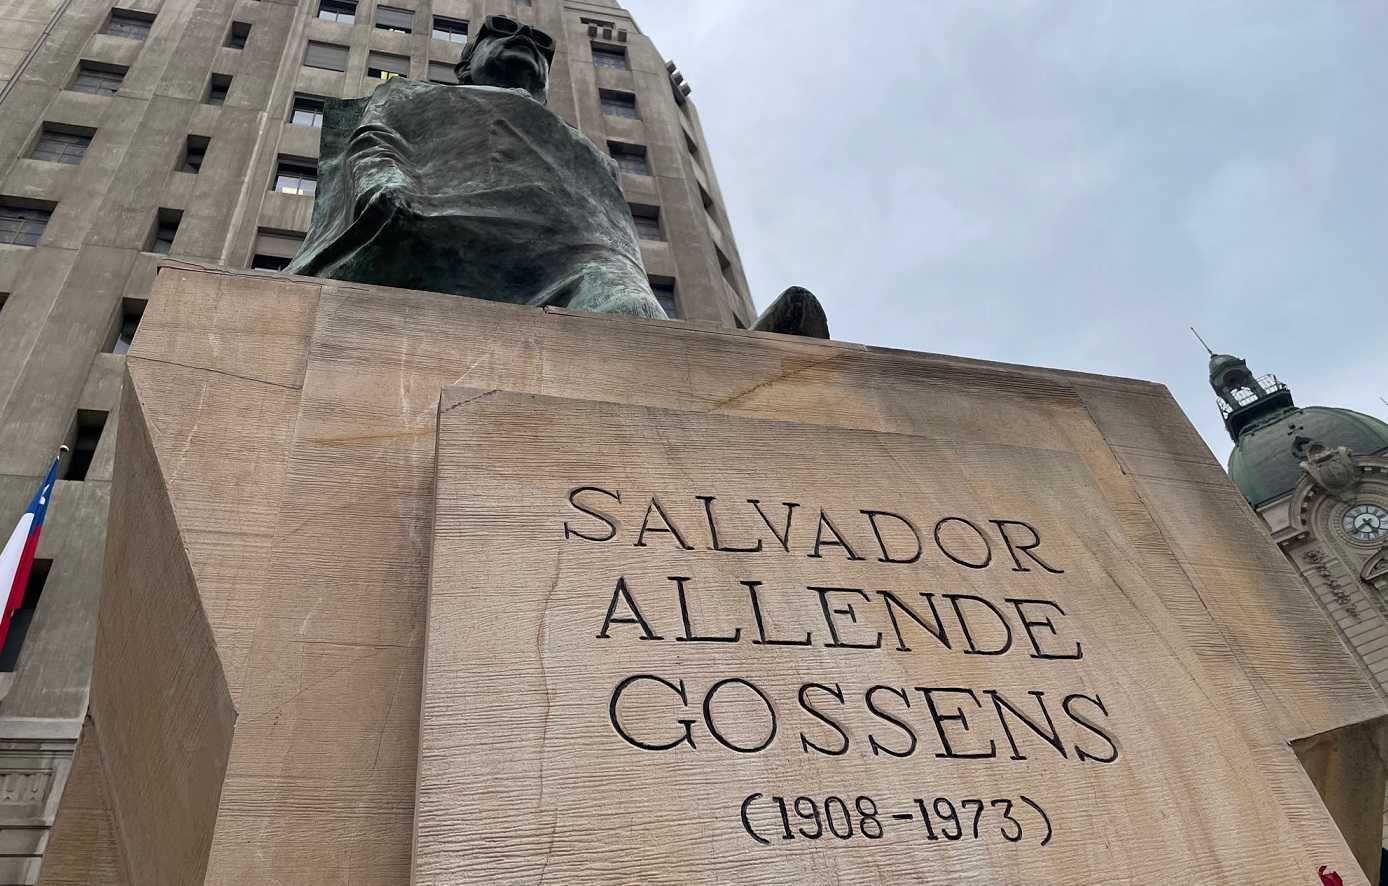 SALVADOR
ALLENDE
GOSSENS
(1908-1973)